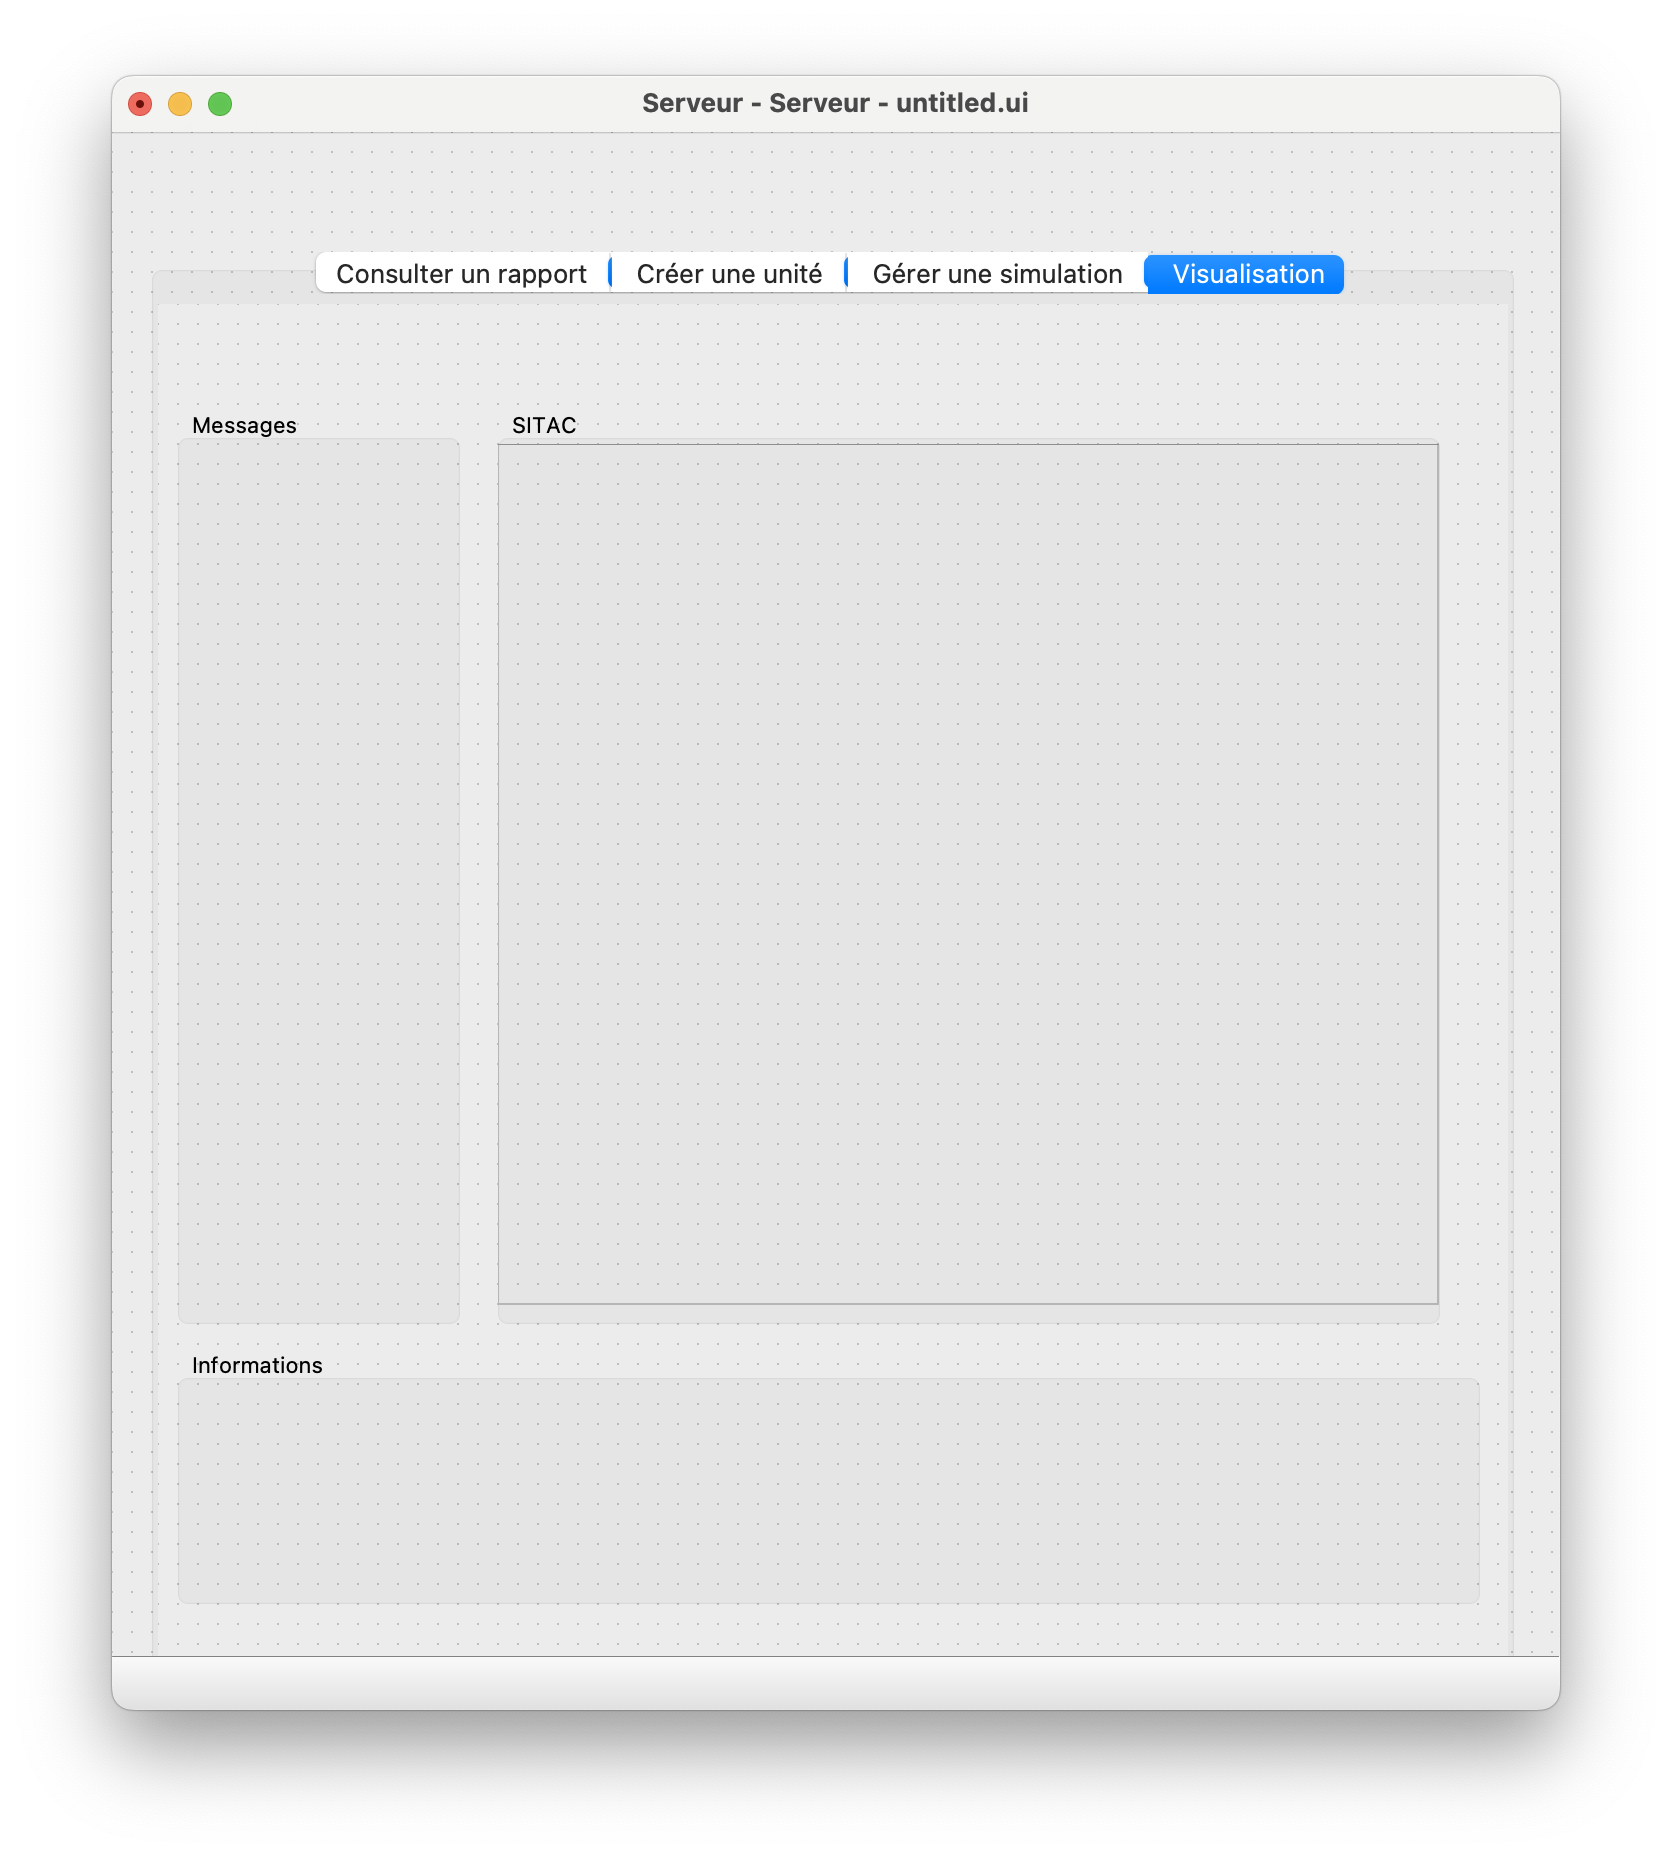 Serveur - Serveur - untitled.ui
Consulter un rapport Créer une unité Gérer une simulation Visualisation
Messages SITAC
Informations